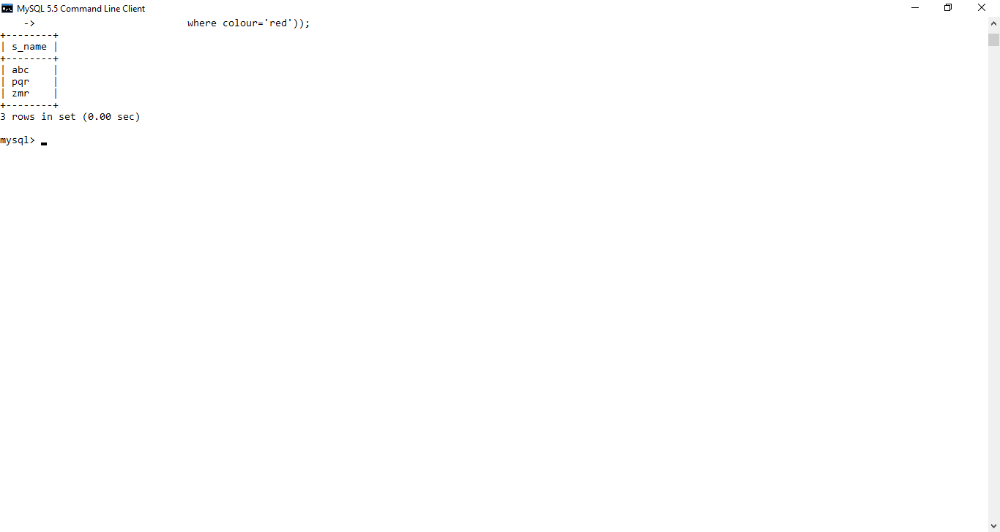 MySQL 5.5 Command Line Client
    ->                          where colour='red'));
+--------+
| s_name |
+--------+
| abc    |
| pqr    |
| zmr    |
+--------+
3 rows in set (0.00 sec)
mysql> _